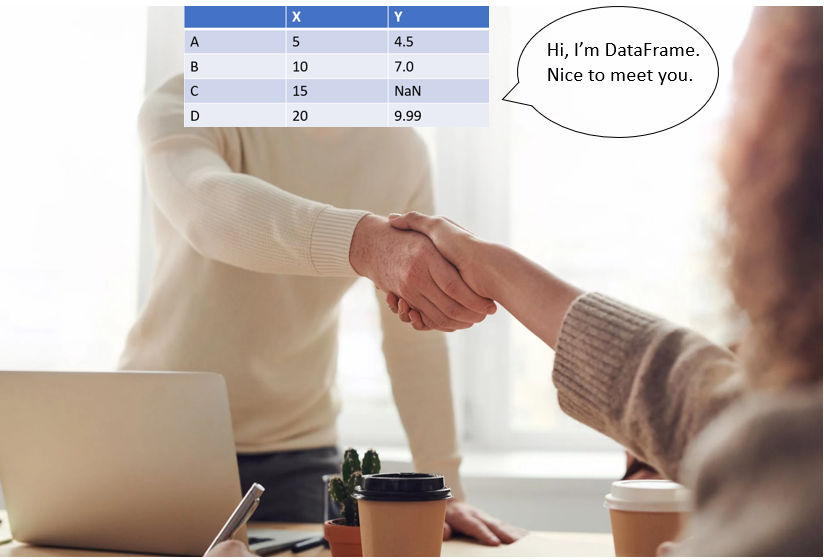 X Y
A 5 4.5
B 10 7.0
C 15 NaN
D 20 9.99
Hi, I’m DataFrame.
Nice to meet you.